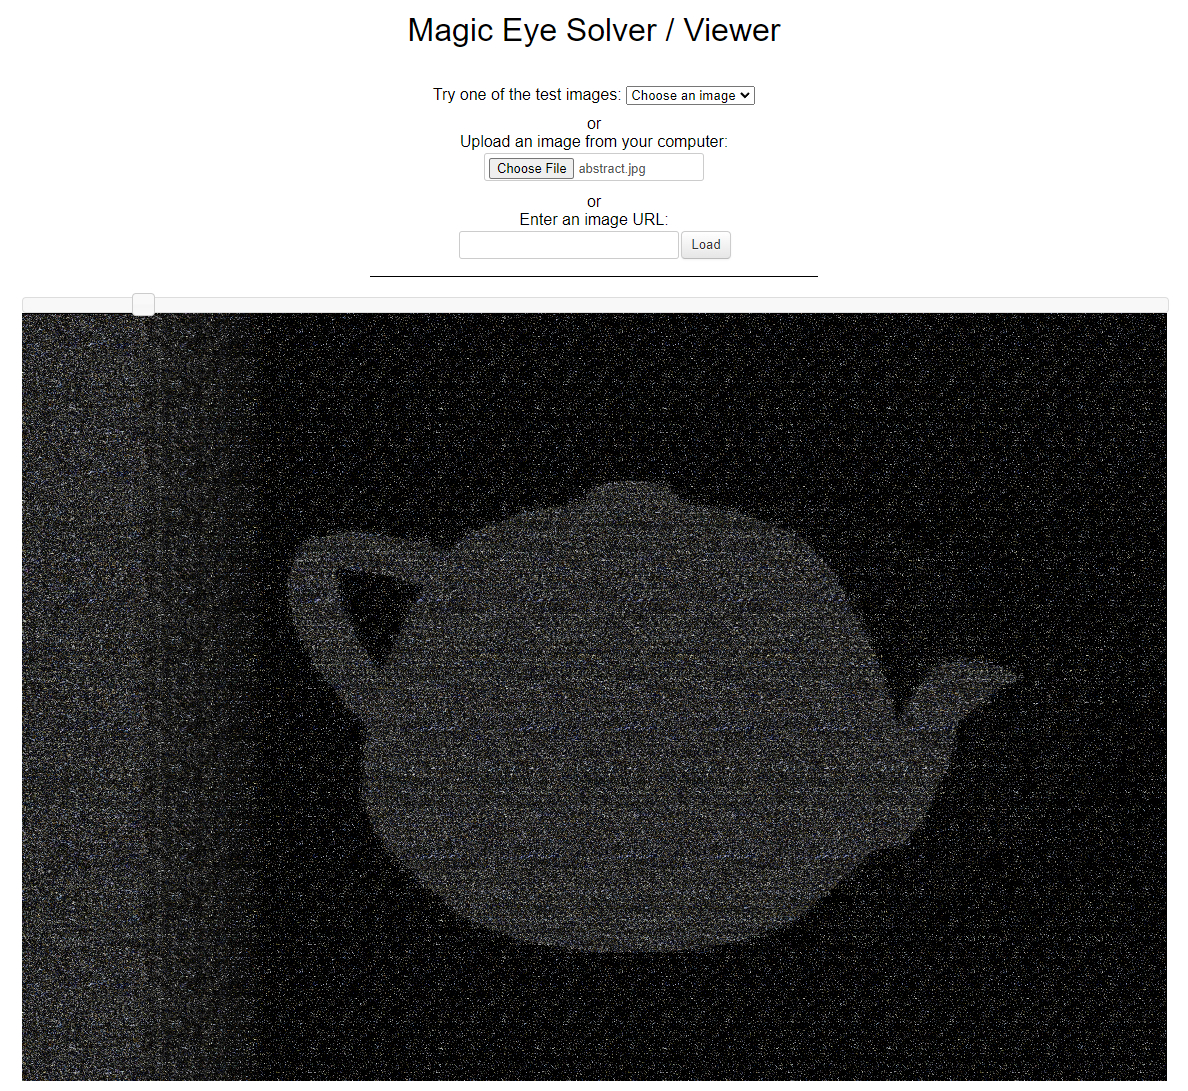 Magic Eye Solver / Viewer
Try one of the test images: Choose an image
or
Upload an image from your computer:
Choose File abstract.jpg
or
Enter an image URL:
Load